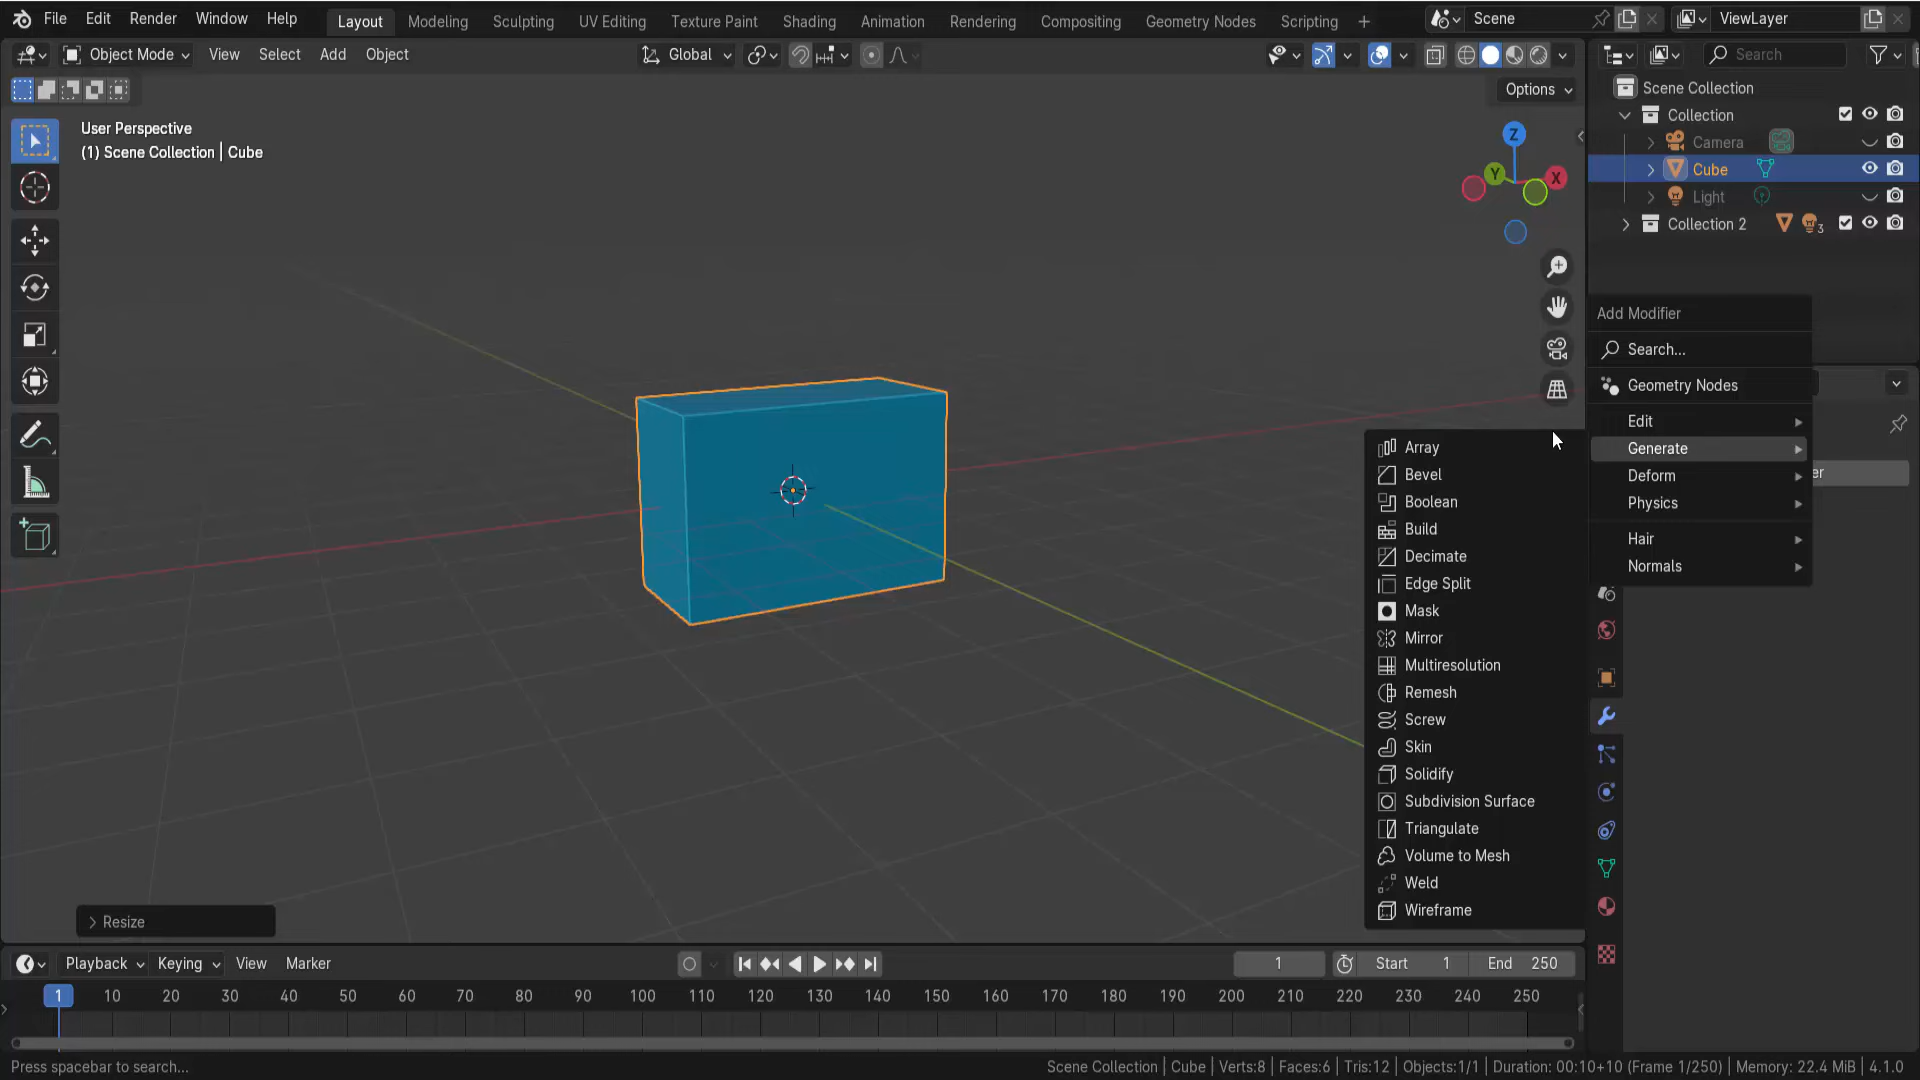 File Edit Render Window Help Layout Modeling Sculpting UV Editing Texture Paint Shading Animation Rendering Compositing Geometry Nodes Scripting + Scene ViewLayer
Object Mode View Select Add Object Global Search
Options
User Perspective
(1) Scene Collection | Cube
Z
Y
X
Scene Collection
Collection
Camera
Cube
Light
Collection 2 3
Add Modifier
Search...
Geometry Nodes
Edit
Generate
Deform
Physics
Hair
Normals
er
Array
Bevel
Boolean
Build
Decimate
Edge Split
Mask
Mirror
Multiresolution
Remesh
Screw
Skin
Solidify
Subdivision Surface
Triangulate
Volume to Mesh
Weld
Wireframe
Resize
Playback Keying View Marker 1 Start 1 End 250
1 10 20 30 40 50 60 70 80 90 100 110 120 130 140 150 160 170 180 190 200 210 220 230 240 250
Press spacebar to search... Scene Collection | Cube | Verts:8 | Faces:6 | Tris:12 | Objects:1/1 | Duration: 00:10+10 (Frame 1/250) | Memory: 22.4 MiB | 4.1.0